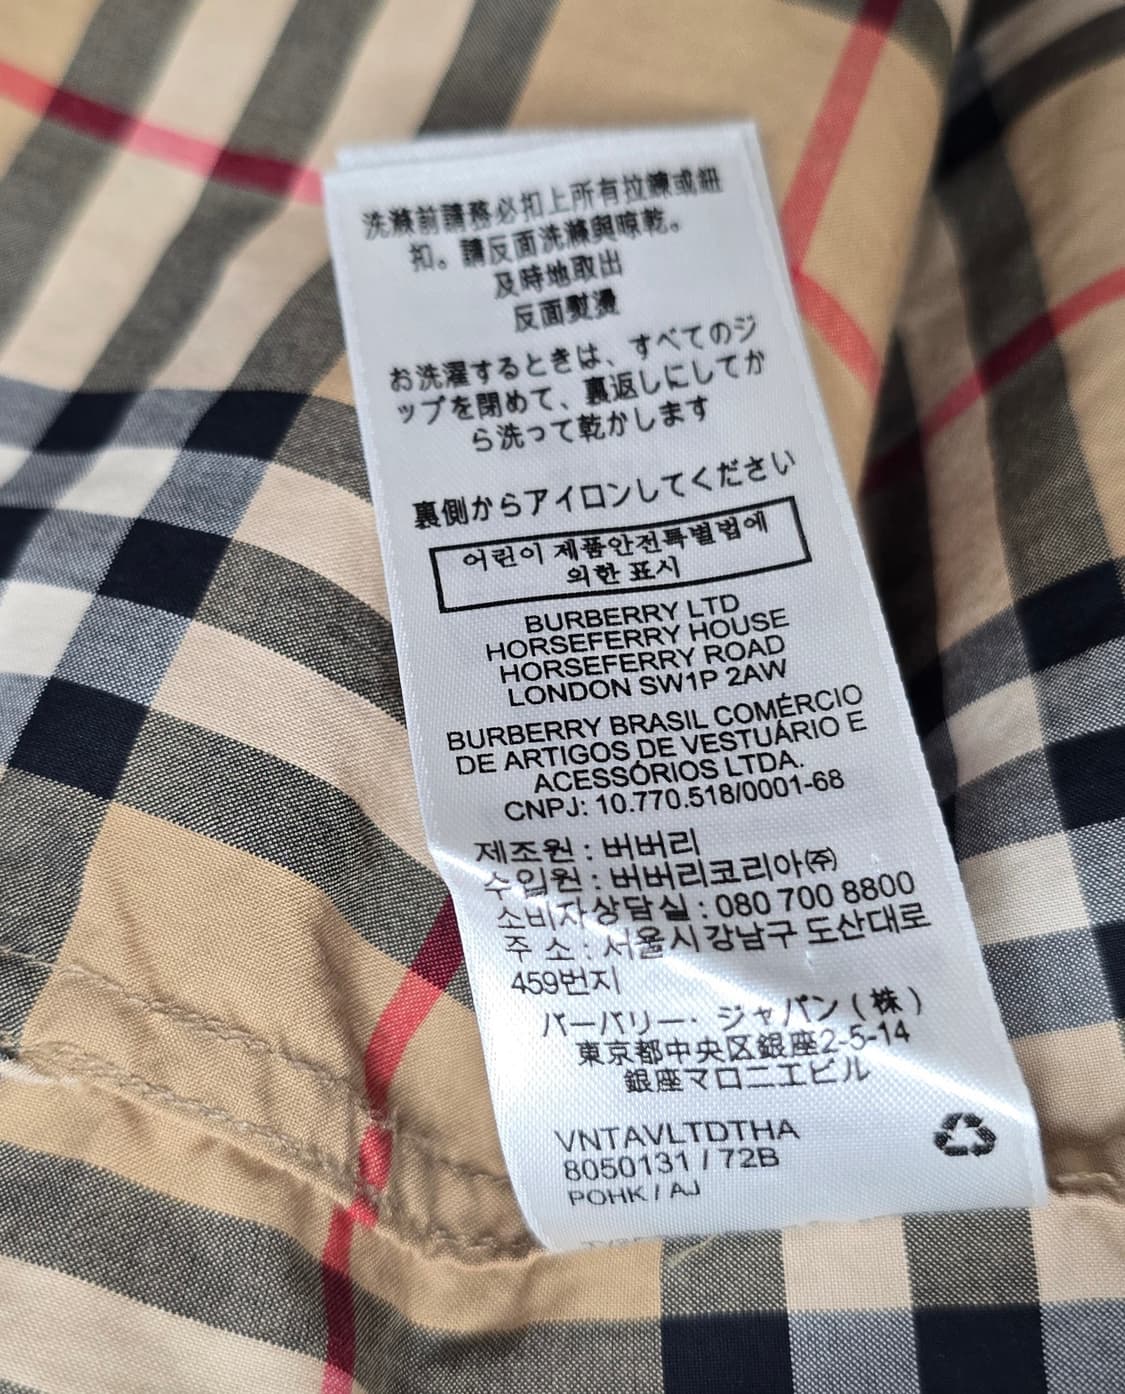 洗滌前請務必扣上所有拉鍊或鈕
扣。請反面洗滌與晾乾。
及時地取出
反面熨燙
お洗濯するときは、すべてのジ
ップを閉めて、裏返しにしてか
ら洗って乾かします
裏側からアイロンしてください
어린이 제품안전특별법에
의한 표시
BURBERRY LTD
HORSEFERRY HOUSE
HORSEFERRY ROAD
LONDON SW1P 2AW
BURBERRY BRASIL COMÉRCIO
DE ARTIGOS DE VESTUÁRIO E
ACESSÓRIOS LTDA.
CNPJ: 10.770.518/0001-68
제조원 : 버버리
수입원 : 버버리코리아㈜
소비자상담실 : 080 700 8800
주 소 : 서울시강남구 도산대로
459번지
バーバリー· ジャパン ( 株 )
東京都中央区銀座2-5-14
銀座マロニエビル
VNTAVLTDTHA
8050131 / 72B
POHK / AJ